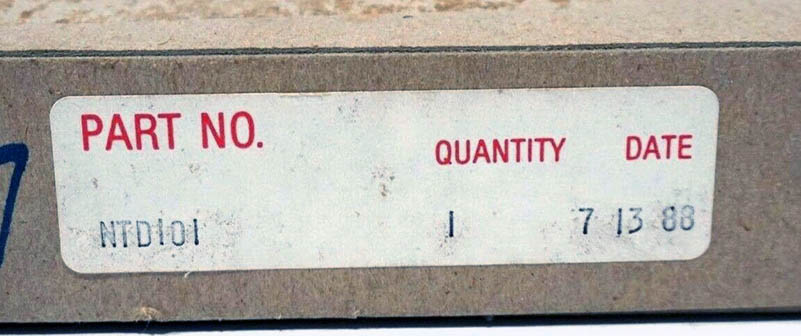 PART NO. QUANTITY DATE
NTD101 1 7 13 88